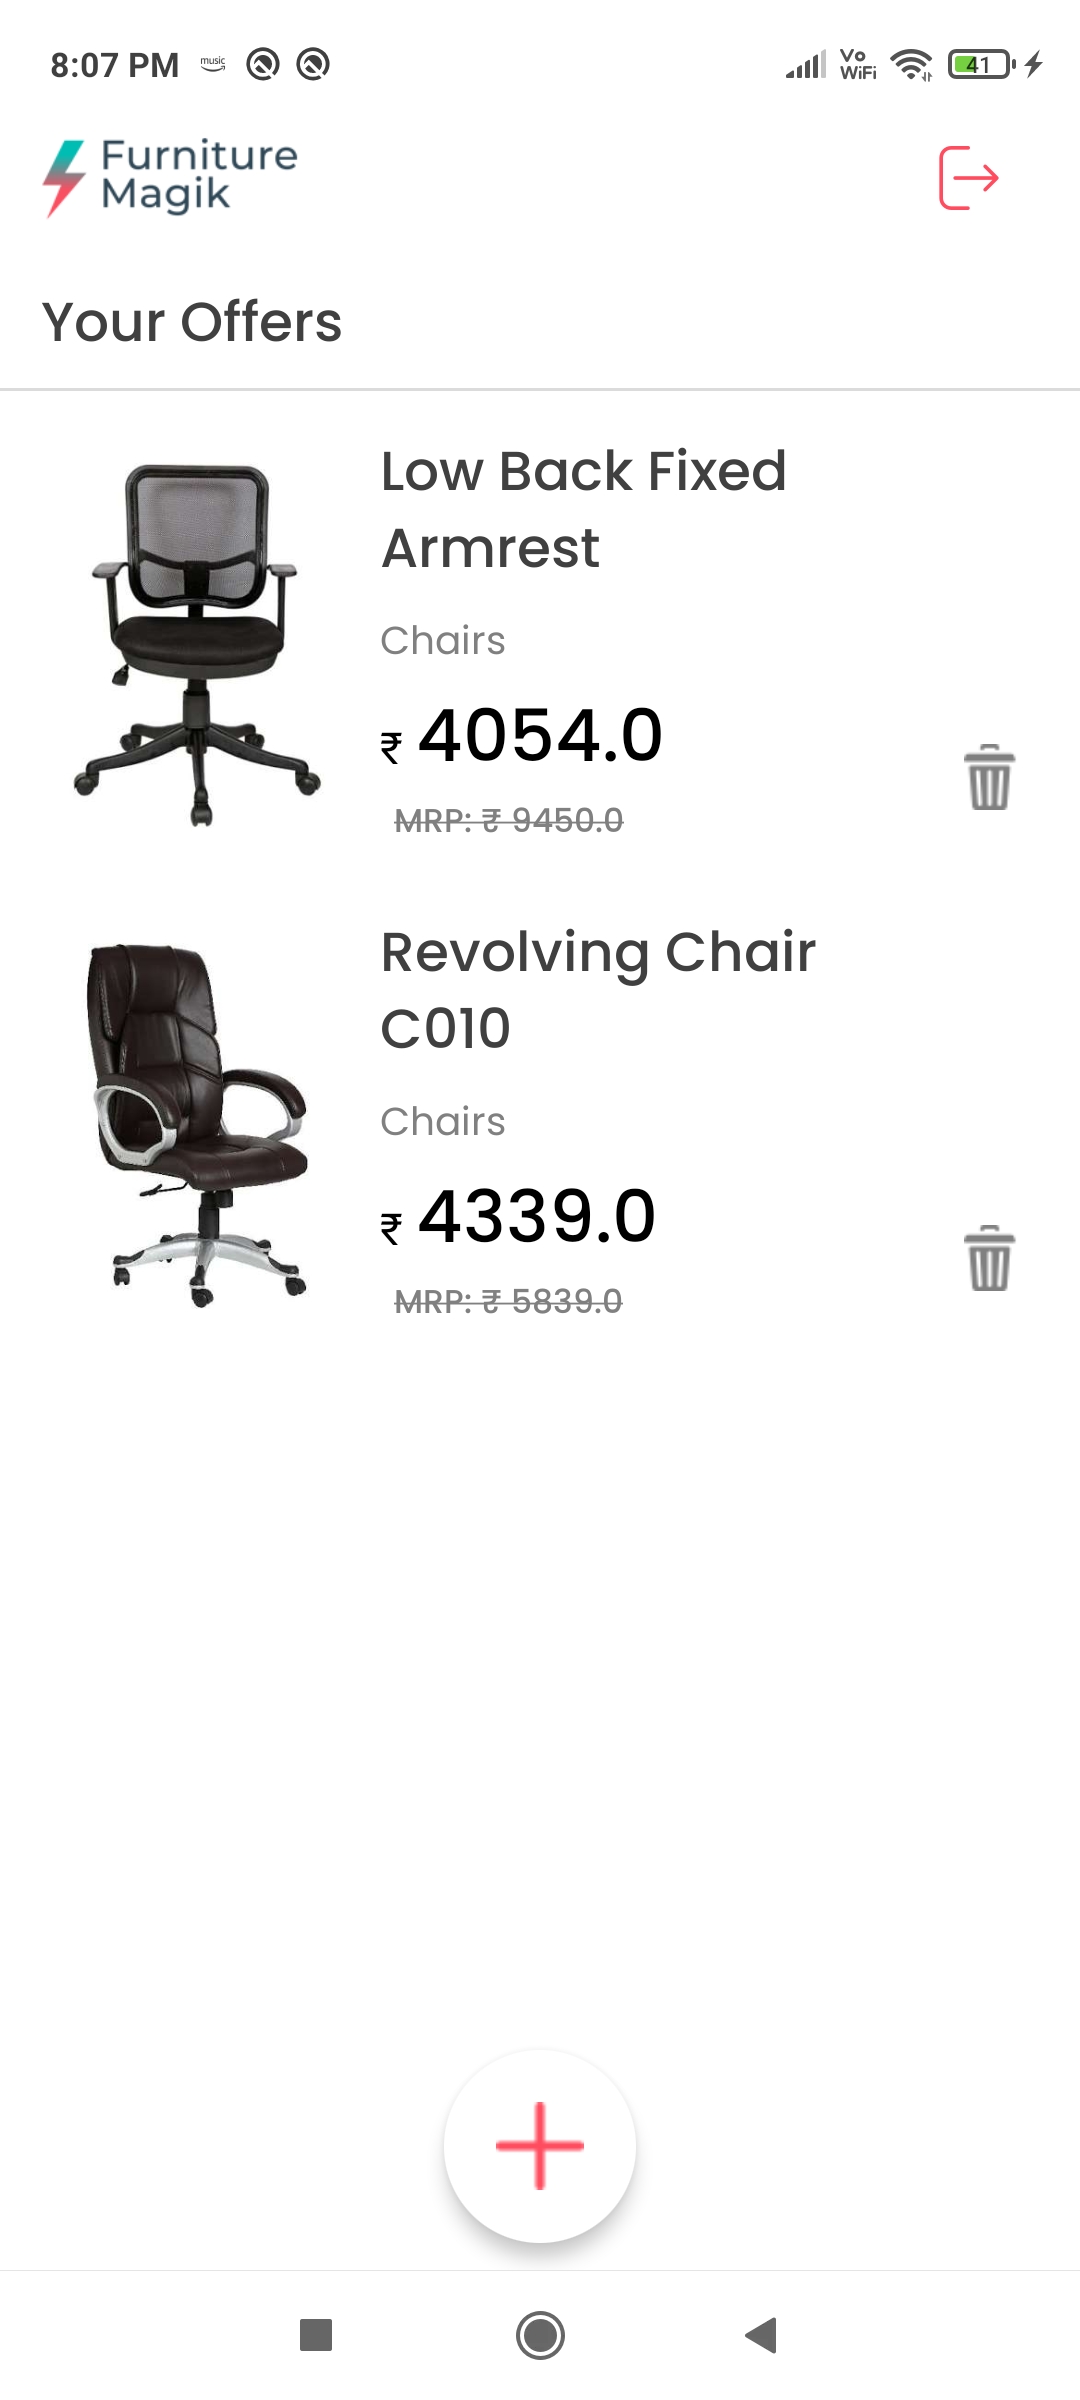 8:07 PM music Vo WiFi 41
Furniture
Magik
Your Offers
Low Back Fixed
Armrest
Chairs
₹ 4054.0
MRP: ₹ 9450.0
Revolving Chair
C010
Chairs
₹ 4339.0
MRP: ₹ 5839.0